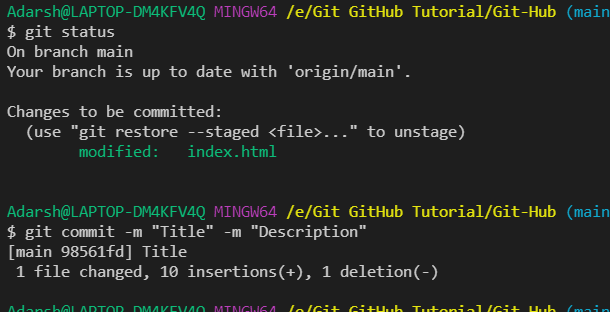 Adarsh@LAPTOP-DM4KFV4Q MINGW64 /e/Git GitHub Tutorial/Git-Hub (main
$ git status
On branch main
Your branch is up to date with 'origin/main'.
Changes to be committed:
(use "git restore --staged <file>..." to unstage)
modified: index.html
Adarsh@LAPTOP-DM4KFV4Q MINGW64 /e/Git GitHub Tutorial/Git-Hub (main
$ git commit -m "Title" -m "Description"
[main 98561fd] Title
1 file changed, 10 insertions(+), 1 deletion(-)
Adarsh@LAPTOP-DM4KFV4Q MINGW64 /e/Git GitHub Tutorial/Git-Hub (main